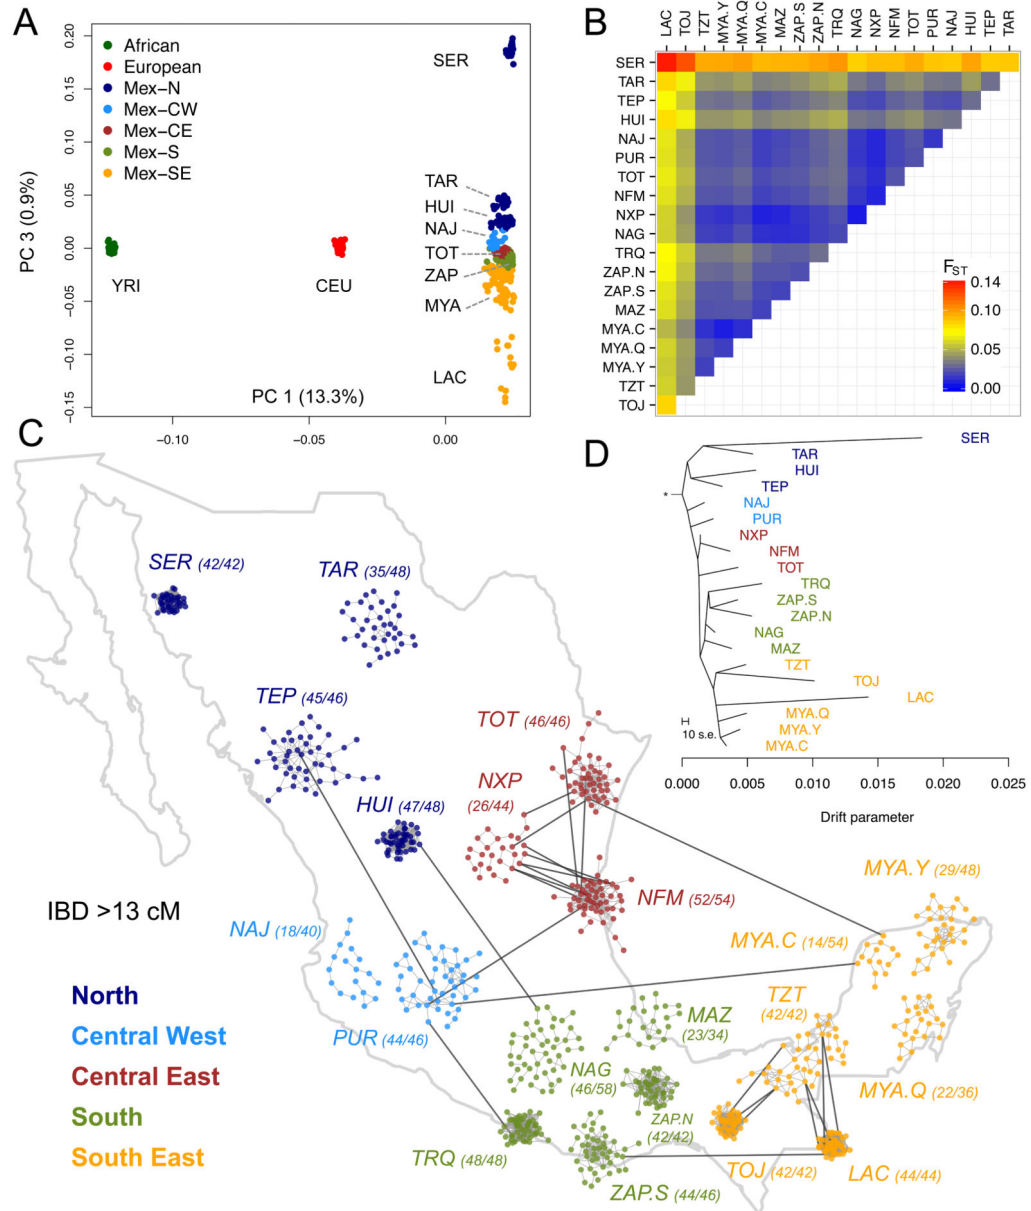 A
African
European
Mex−N
Mex−CW
Mex−CE
Mex−S
Mex−SE
SER
TAR
HUI
NAJ
TOT
ZAP
MYA
LAC
YRI
CEU
PC 1 (13.3%)
PC 3 (0.9%)
0.20
0.15
0.10
0.05
0.00
−0.05
−0.10
−0.15
−0.10
−0.05
0.00
B
LAC
TOJ
TZT
MYA.Y
MYA.Q
MYA.C
MAZ
ZAP.S
ZAP.N
TRQ
NAG
NXP
NFM
TOT
PUR
NAJ
HUI
TEP
TAR
SER
TAR
TEP
HUI
NAJ
PUR
TOT
NFM
NXP
NAG
TRQ
ZAP.N
ZAP.S
MAZ
MYA.C
MYA.Q
MYA.Y
TZT
TOJ
FST
0.14
0.10
0.05
0.00
C
SER (42/42)
TAR (35/48)
TEP (45/46)
HUI (47/48)
TOT (46/46)
NXP
(26/44)
NFM (52/54)
NAJ (18/40)
PUR (44/46)
NAG
(46/58)
MAZ
(23/34)
ZAP.N
(42/42)
TRQ (48/48)
ZAP.S (44/46)
MYA.Y (29/48)
MYA.C (14/54)
TZT
(42/42)
MYA.Q (22/36)
TOJ (42/42)
LAC (44/44)
IBD >13 cM
North
Central West
Central East
South
South East
D
SER
TAR
HUI
TEP
NAJ
PUR
NXP
NFM
TOT
TRQ
ZAP.S
ZAP.N
NAG
MAZ
TZT
TOJ
LAC
MYA.Q
MYA.Y
MYA.C
*
10 s.e.
0.000
0.005
0.010
0.015
0.020
0.025
Drift parameter